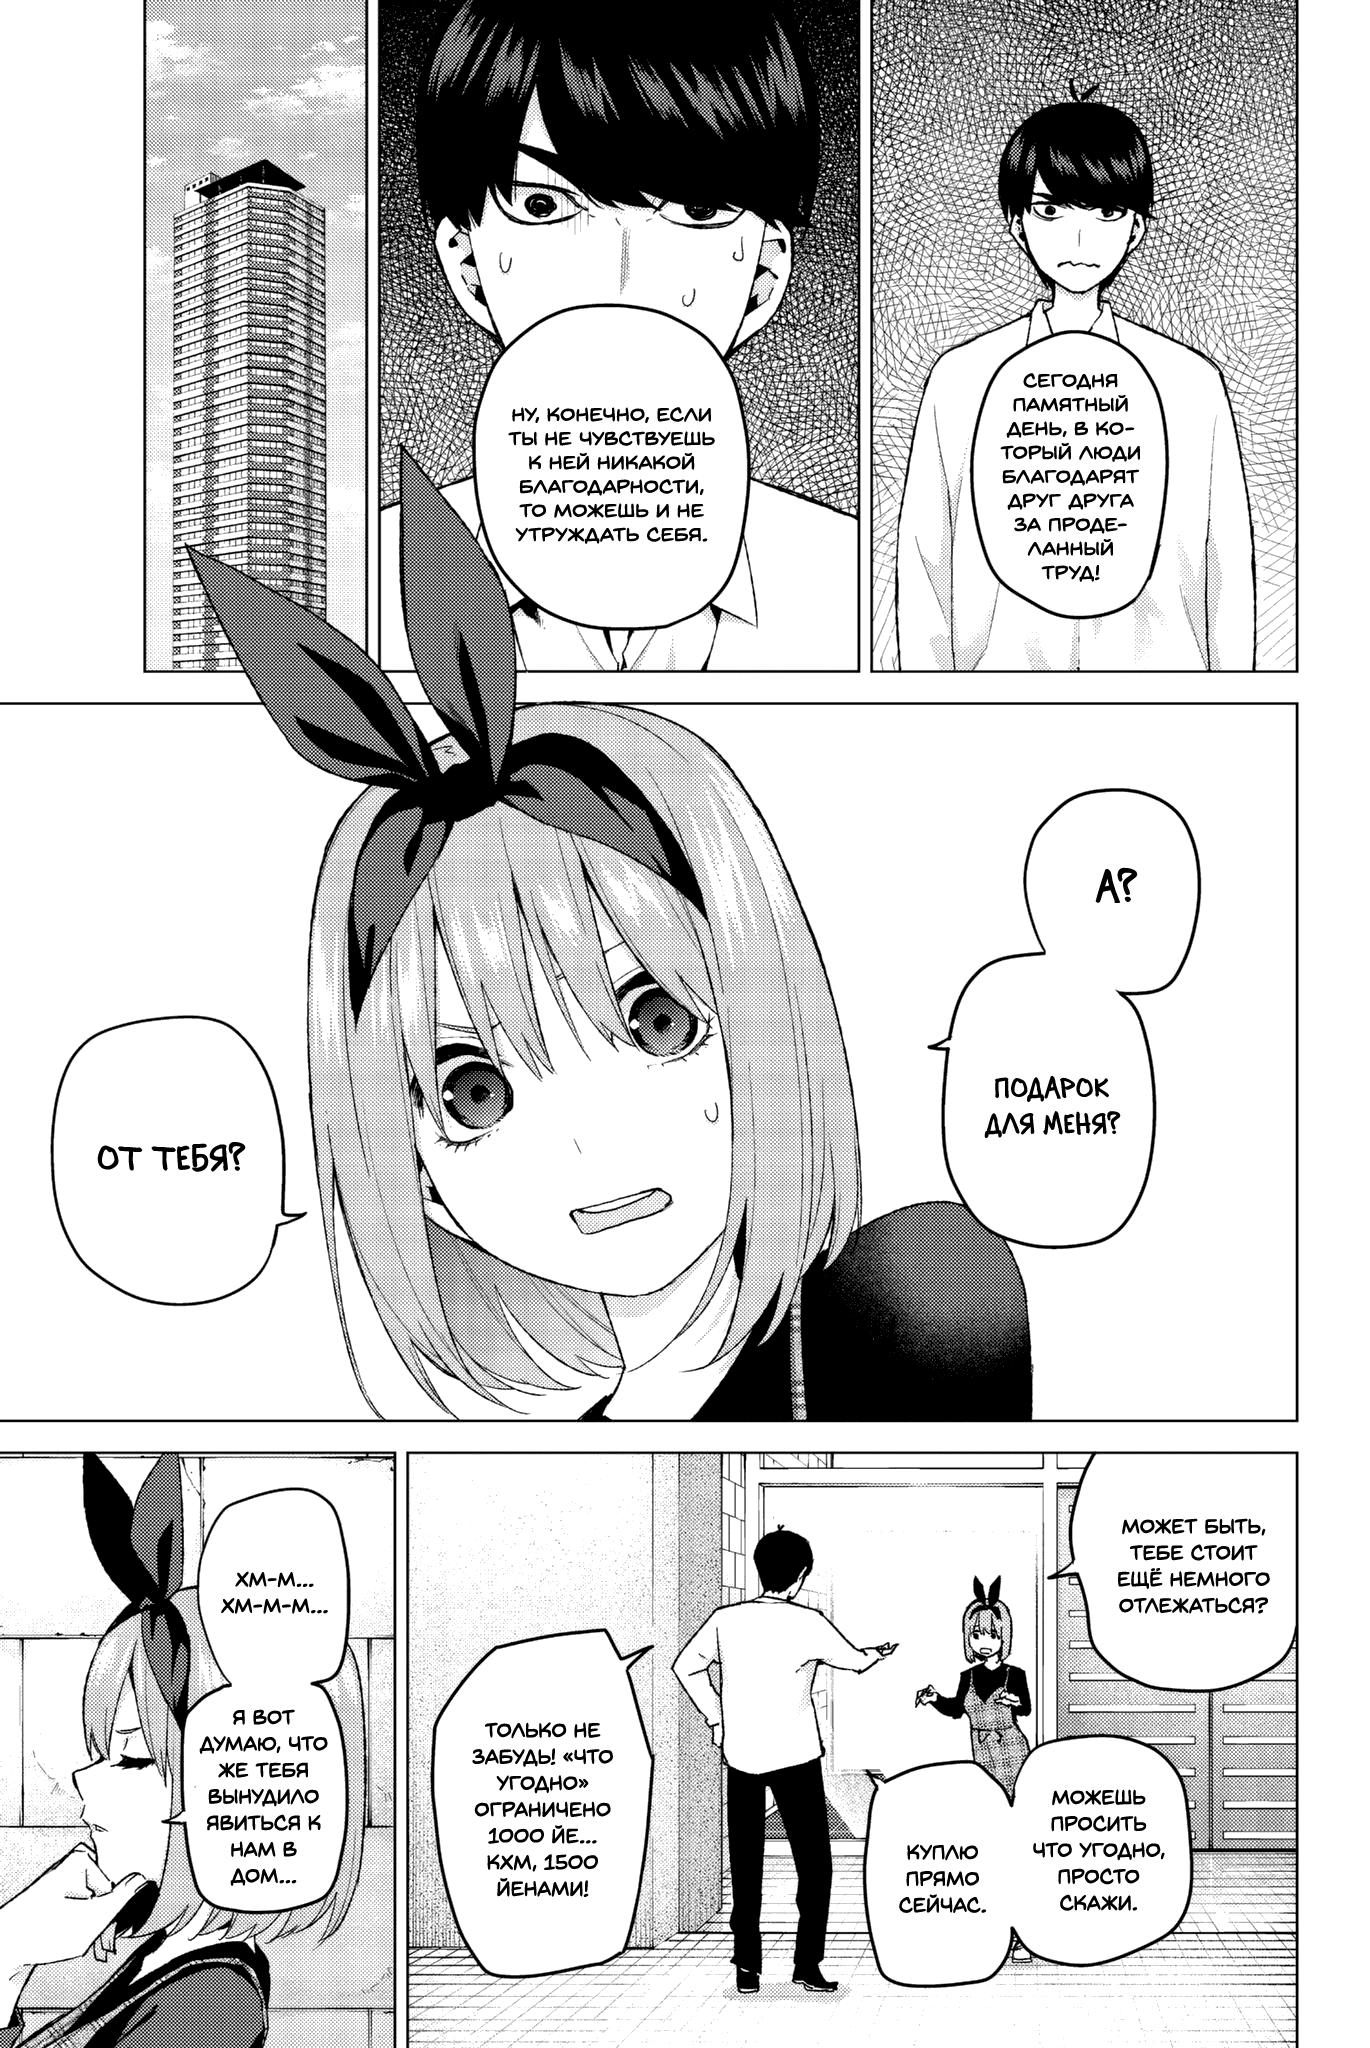 СЕГОДНЯ
ПАМЯТНЫЙ
ДЕНЬ, В КО-
ТОРЫЙ ЛЮДИ
БЛАГОДАРЯТ
ДРУГ ДРУГА
ЗА ПРОДЕ-
ЛАННЫЙ
ТРУД!
НУ, КОНЕЧНО, ЕСЛИ
ТЫ НЕ ЧУВСТВУЕШЬ
К НЕЙ НИКАКОЙ
БЛАГОДАРНОСТИ,
ТО МОЖЕШЬ И НЕ
УТРУЖДАТЬ СЕБЯ.
А?
ПОДАРОК
ДЛЯ МЕНЯ?
ОТ ТЕБЯ?
МОЖЕТ БЫТЬ,
ТЕБЕ СТОИТ
ЕЩЁ НЕМНОГО
ОТЛЕЖАТЬСЯ?
МОЖЕШЬ
ПРОСИТЬ
ЧТО УГОДНО,
ПРОСТО
СКАЖИ.
КУПЛЮ
ПРЯМО
СЕЙЧАС.
ТОЛЬКО НЕ
ЗАБУДЬ! «ЧТО
УГОДНО»
ОГРАНИЧЕНО
1000 ЙЕ...
КХМ, 1500
ЙЕНАМИ!
ХМ-М...
ХМ-М-М...
Я ВОТ
ДУМАЮ, ЧТО
ЖЕ ТЕБЯ
ВЫНУДИЛО
ЯВИТЬСЯ К
НАМ В
ДОМ...